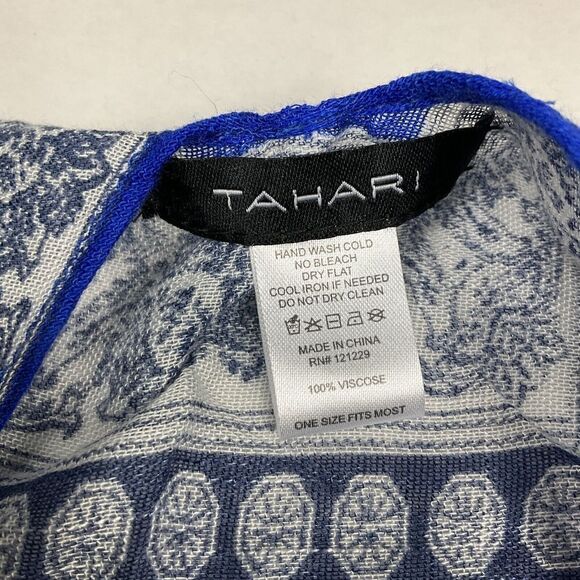 TAHARI
HAND WASH COLD
NO BLEACH
DRY FLAT
COOL IRON IF NEEDED
DO NOT DRY CLEAN
MADE IN CHINA
RN# 121229
100% VISCOSE
ONE SIZE FITS MOST